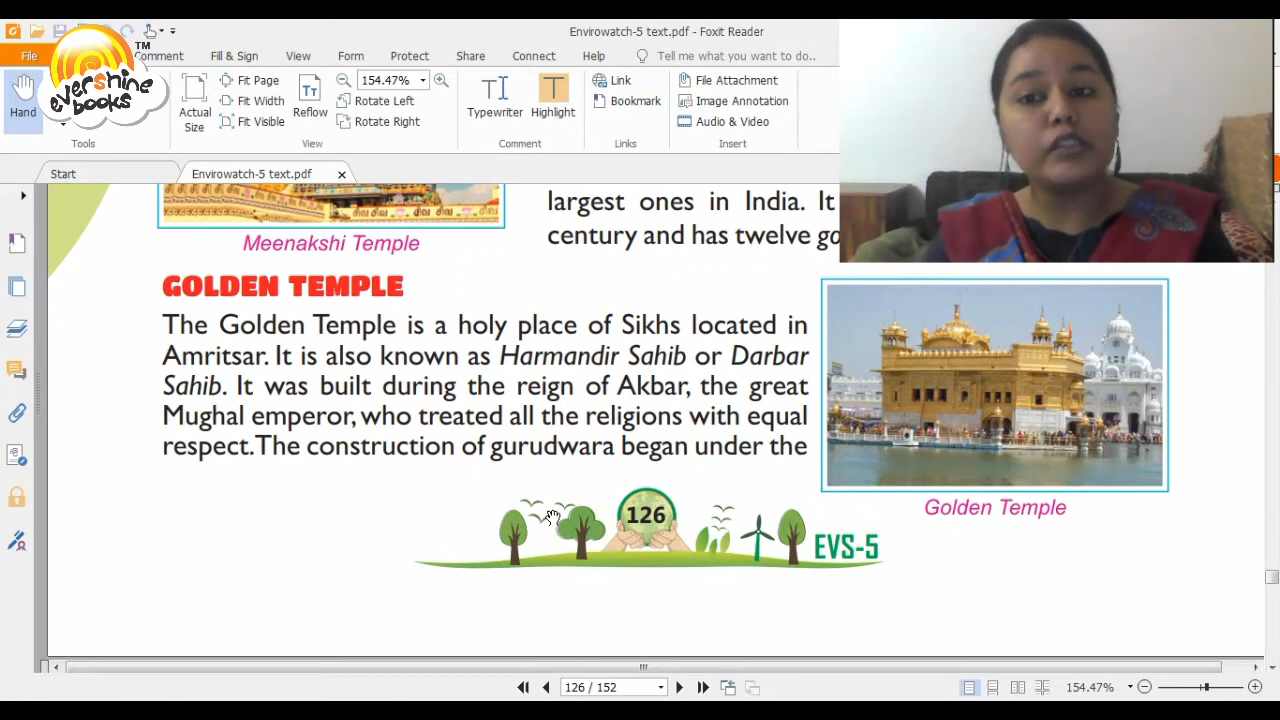 Envirowatch-5 text.pdf - Foxit Reader
File
Comment
Fill & Sign
View
Form
Protect
Share
Connect
Help
Tell me what you want to do..
TM
evershine
books
Hand
Actual
Size
Fit Page
Fit Width
Fit Visible
Reflow
154.47%
Rotate Left
Rotate Right
Typewriter
Highlight
Link
Bookmark
File Attachment
Image Annotation
Audio & Video
Tools
View
Comment
Links
Insert
Start
Envirowatch-5 text.pdf
largest ones in India. It
century and has twelve
Meenakshi Temple
GOLDEN TEMPLE
The Golden Temple is a holy place of Sikhs located in
Amritsar. It is also known as Harmandir Sahib or Darbar
Sahib. It was built during the reign of Akbar, the great
Mughal emperor, who treated all the religions with equal
respect. The construction of gurudwara began under the
Golden Temple
126
EVS-5
126 / 152
154.47%